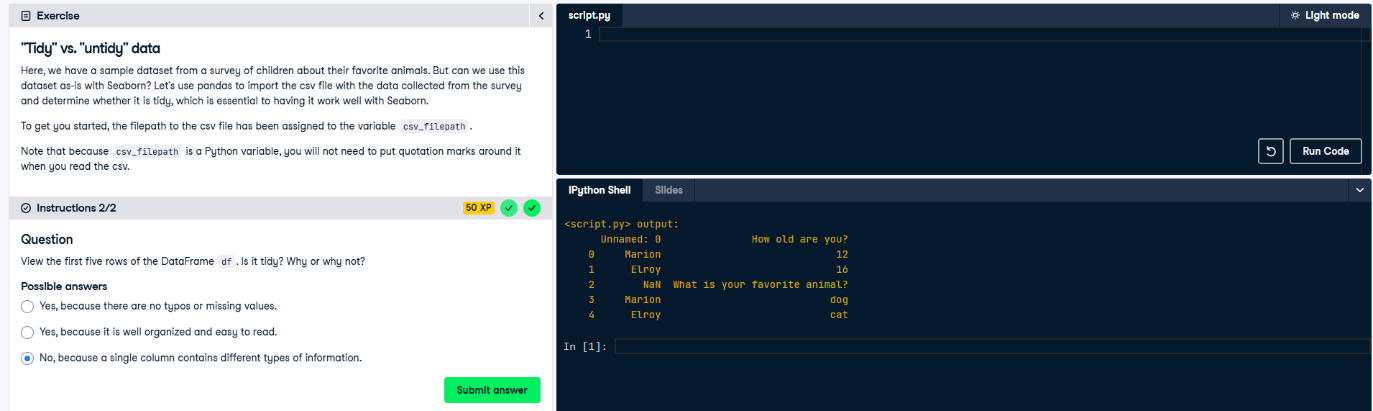 Exercise
"Tidy" vs. "untidy" data
Here, we have a sample dataset from a survey of children about their favorite animals. But can we use this
dataset as-is with Seaborn? Let's use pandas to import the csv file with the data collected from the survey
and determine whether it is tidy, which is essential to having it work well with Seaborn.
To get you started, the filepath to the csv file has been assigned to the variable csv_filepath .
Note that because csv_filepath is a Python variable, you will not need to put quotation marks around it
when you read the csv.
Instructions 2/2
50 XP
Question
View the first five rows of the DataFrame df . Is it tidy? Why or why not?
Possible answers
Yes, because there are no typos or missing values.
Yes, because it is well organized and easy to read.
No, because a single column contains different types of information.
Submit answer
script.py
Light mode
1
Run Code
IPython Shell
Slides
<script.py> output:
Unnamed: 0 How old are you?
0 Marion 12
1 Elroy 16
2 NaN What is your favorite animal?
3 Marion dog
4 Elroy cat
In [1]: